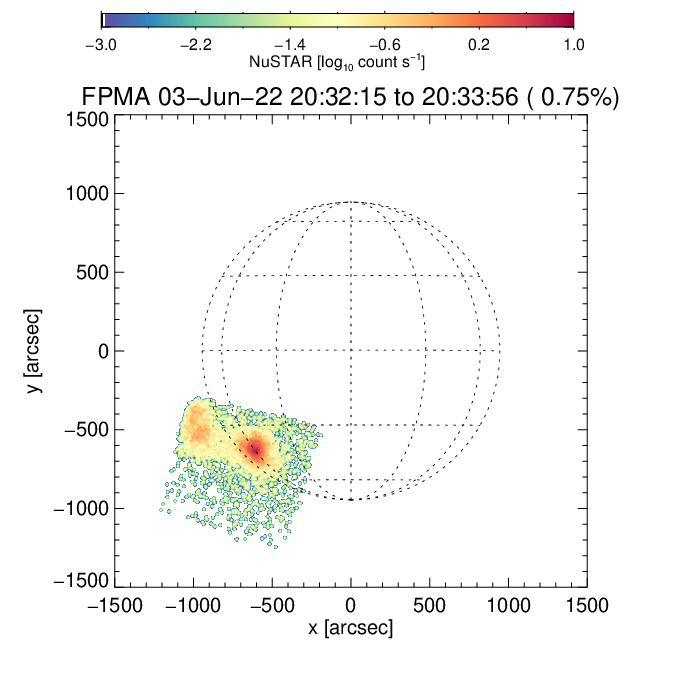 −3.0 −2.2 −1.4 −0.6 0.2 1.0
NuSTAR [log₁₀ count s⁻¹]
FPMA 03−Jun−22 20:32:15 to 20:33:56 ( 0.75%)
1500
1000
500
0
−500
−1000
−1500
y [arcsec]
−1500 −1000 −500 0 500 1000 1500
x [arcsec]